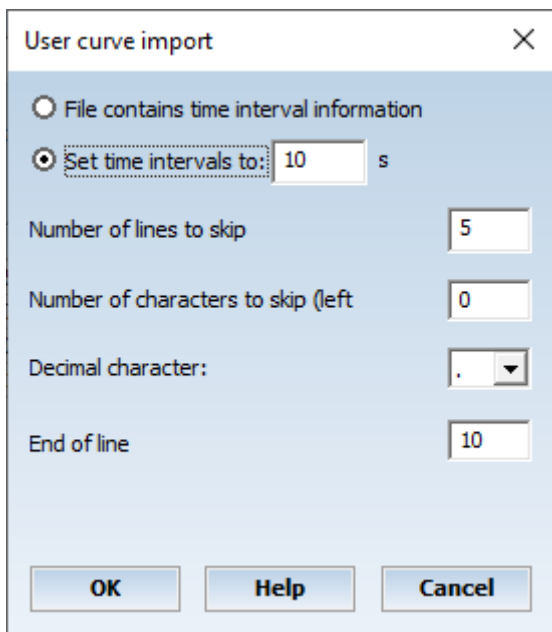 User curve import
File contains time interval information
Set time intervals to: 10 s
Number of lines to skip 5
Number of characters to skip (left 0
Decimal character: .
End of line 10
OK Help Cancel